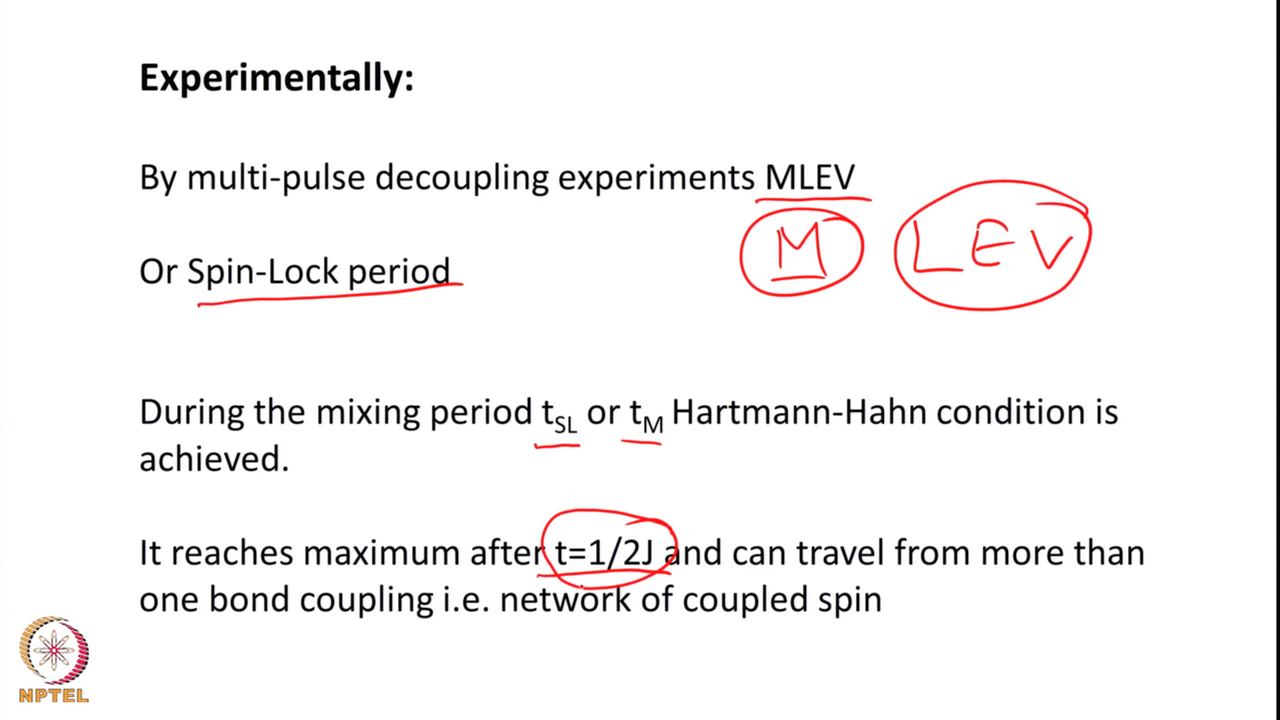 Experimentally:
By multi-pulse decoupling experiments MLEV
M LEV
Or Spin-Lock period
During the mixing period tSL or tM Hartmann-Hahn condition is
achieved.
It reaches maximum after t=1/2J and can travel from more than
one bond coupling i.e. network of coupled spin
NPTEL